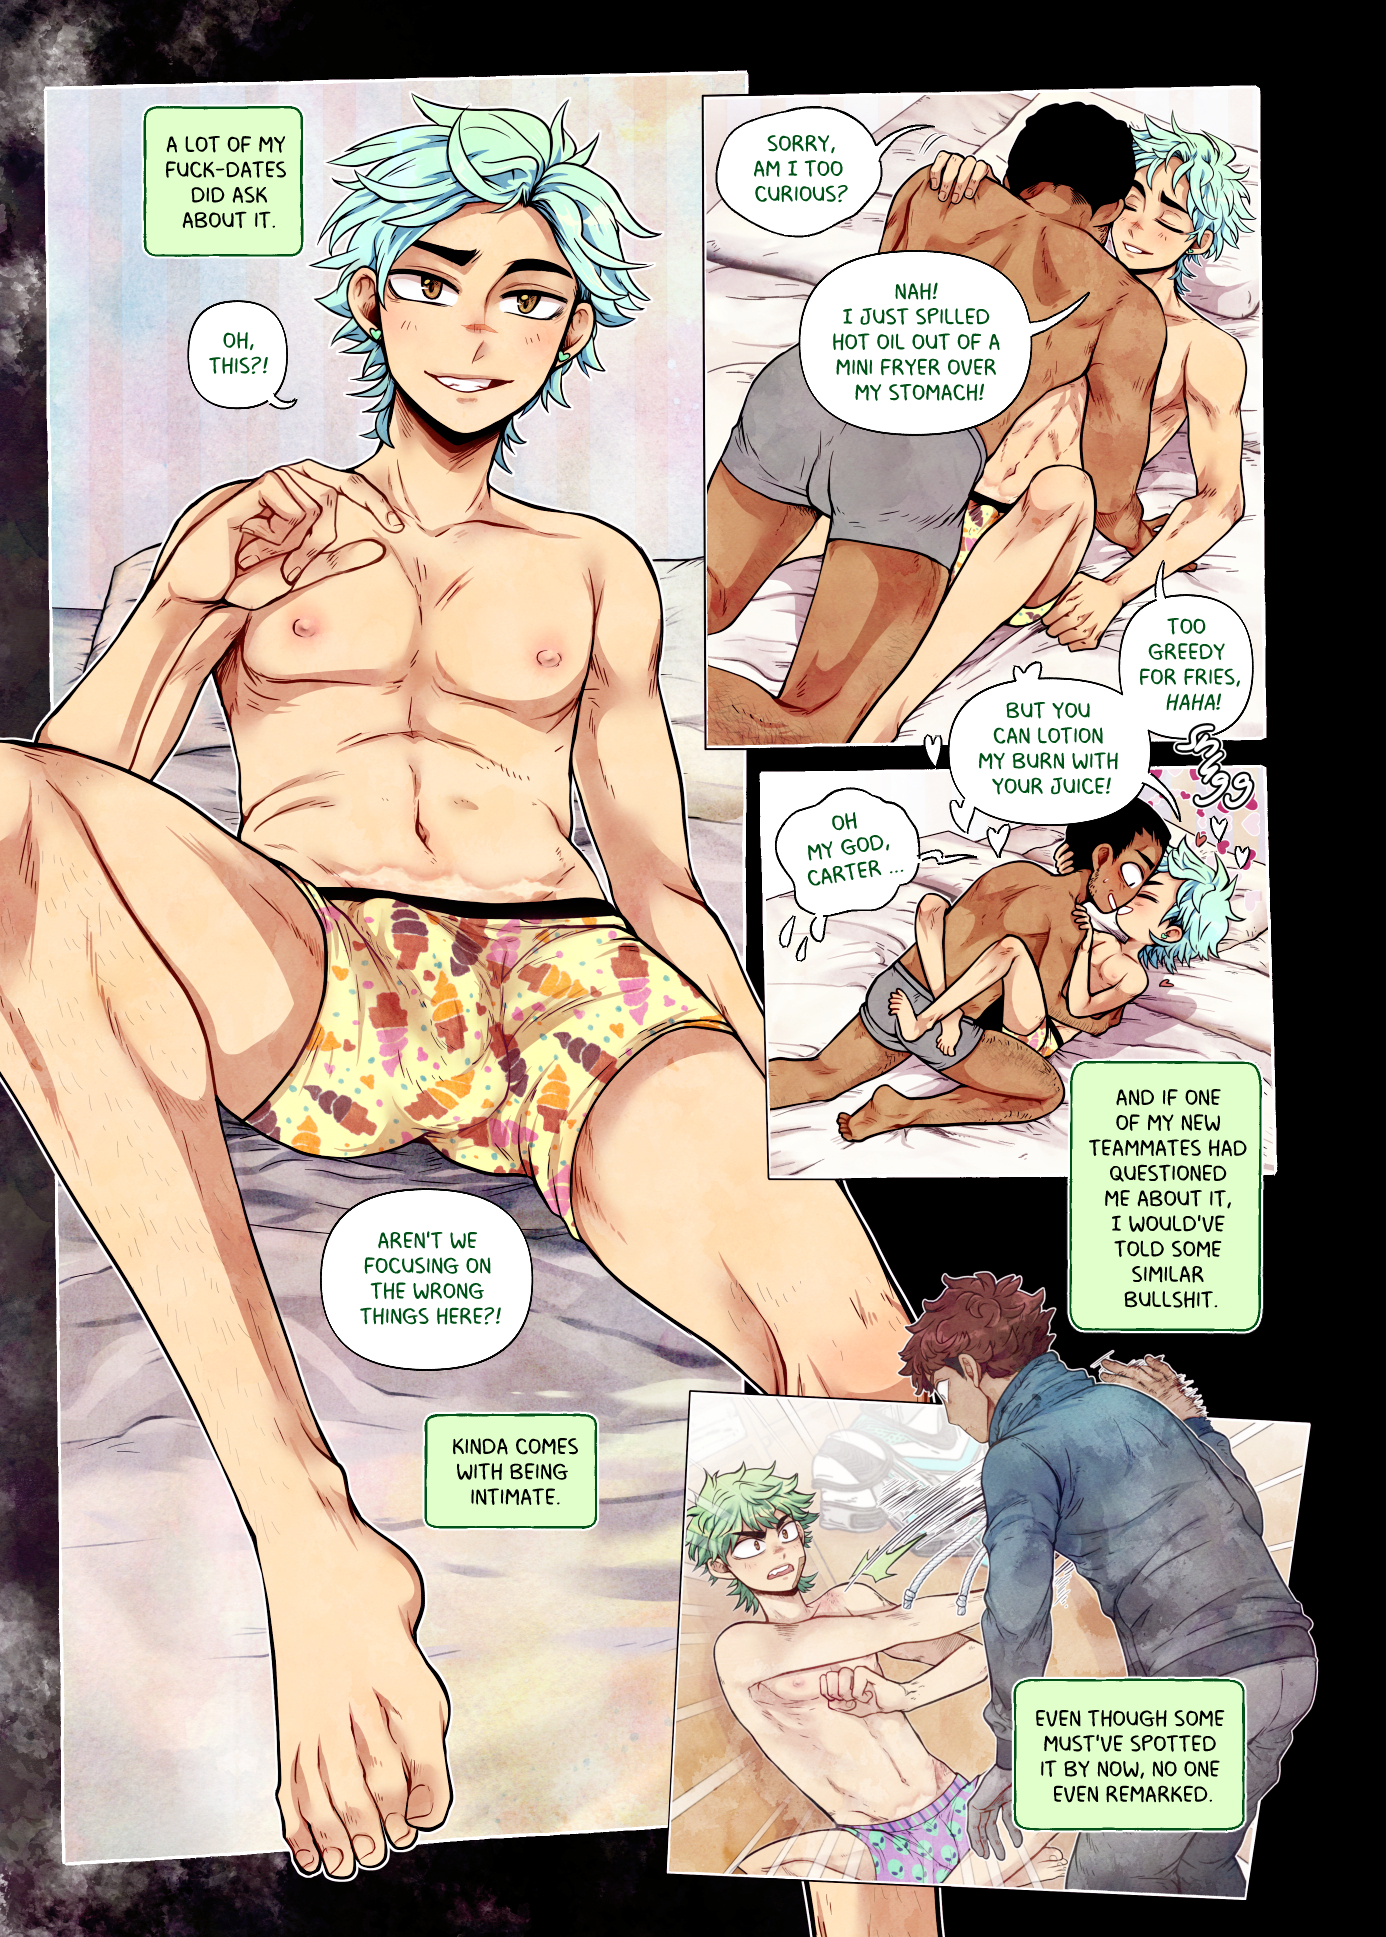 A LOT OF MY
FUCK-DATES
DID ASK
ABOUT IT.
OH,
THIS?!
SORRY,
AM I TOO
CURIOUS?
NAH!
I JUST SPILLED
HOT OIL OUT OF A
MINI FRYER OVER
MY STOMACH!
TOO
GREEDY
FOR FRIES,
HAHA!
BUT YOU
CAN LOTION
MY BURN WITH
YOUR JUICE!
OH
MY GOD,
CARTER ...
AREN'T WE
FOCUSING ON
THE WRONG
THINGS HERE?!
KINDA COMES
WITH BEING
INTIMATE.
AND IF ONE
OF MY NEW
TEAMMATES HAD
QUESTIONED
ME ABOUT IT,
I WOULD'VE
TOLD SOME
SIMILAR
BULLSHIT.
EVEN THOUGH SOME
MUST'VE SPOTTED
IT BY NOW, NO ONE
EVEN REMARKED.